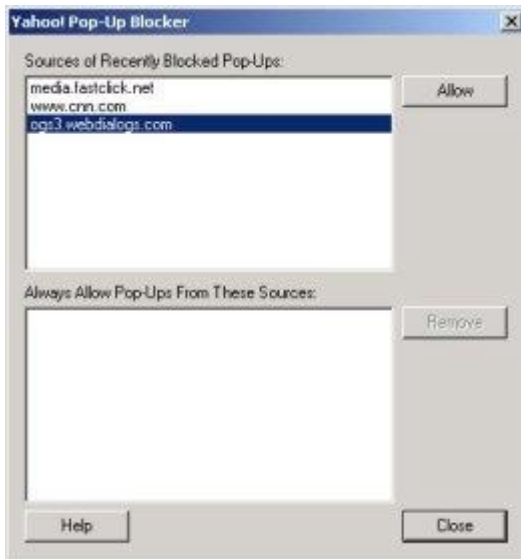 Yahoo! Pop-Up Blocker
Sources of Recently Blocked Pop-Ups:
media.fastclick.net
www.cnn.com
ogs3.webdialogs.com
Allow
Always Allow Pop-Ups From These Sources:
Remove
Help
Close